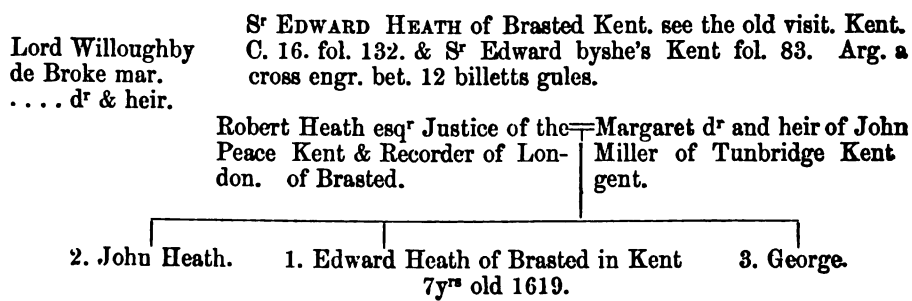 Sr EDWARD HEATH of Brasted Kent. see the old visit. Kent.
C. 16. fol. 132. & Sr Edward byshe's Kent fol. 83. Arg. a
cross engr. bet. 12 billetts gules.
Lord Willoughby
de Broke mar.
.... dr & heir.
Robert Heath esqr Justice of the
Peace Kent & Recorder of Lon-
don. of Brasted.
Margaret dr and heir of John
Miller of Tunbridge Kent
gent.
2. John Heath.
1. Edward Heath of Brasted in Kent
7yrs old 1619.
3. George.